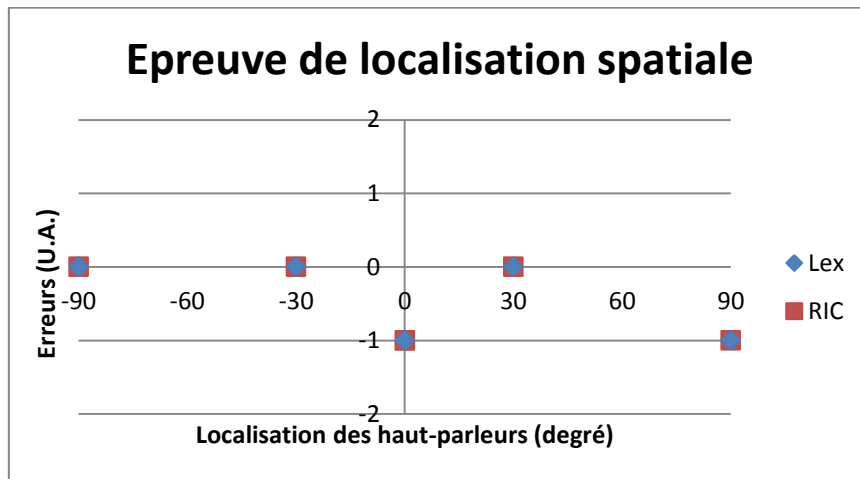 Epreuve de localisation spatiale
2
1
0
-90 -60 -30 0 30 60 90
-1
-2
Erreurs (U.A.)
Localisation des haut-parleurs (degré)
Lex
RIC